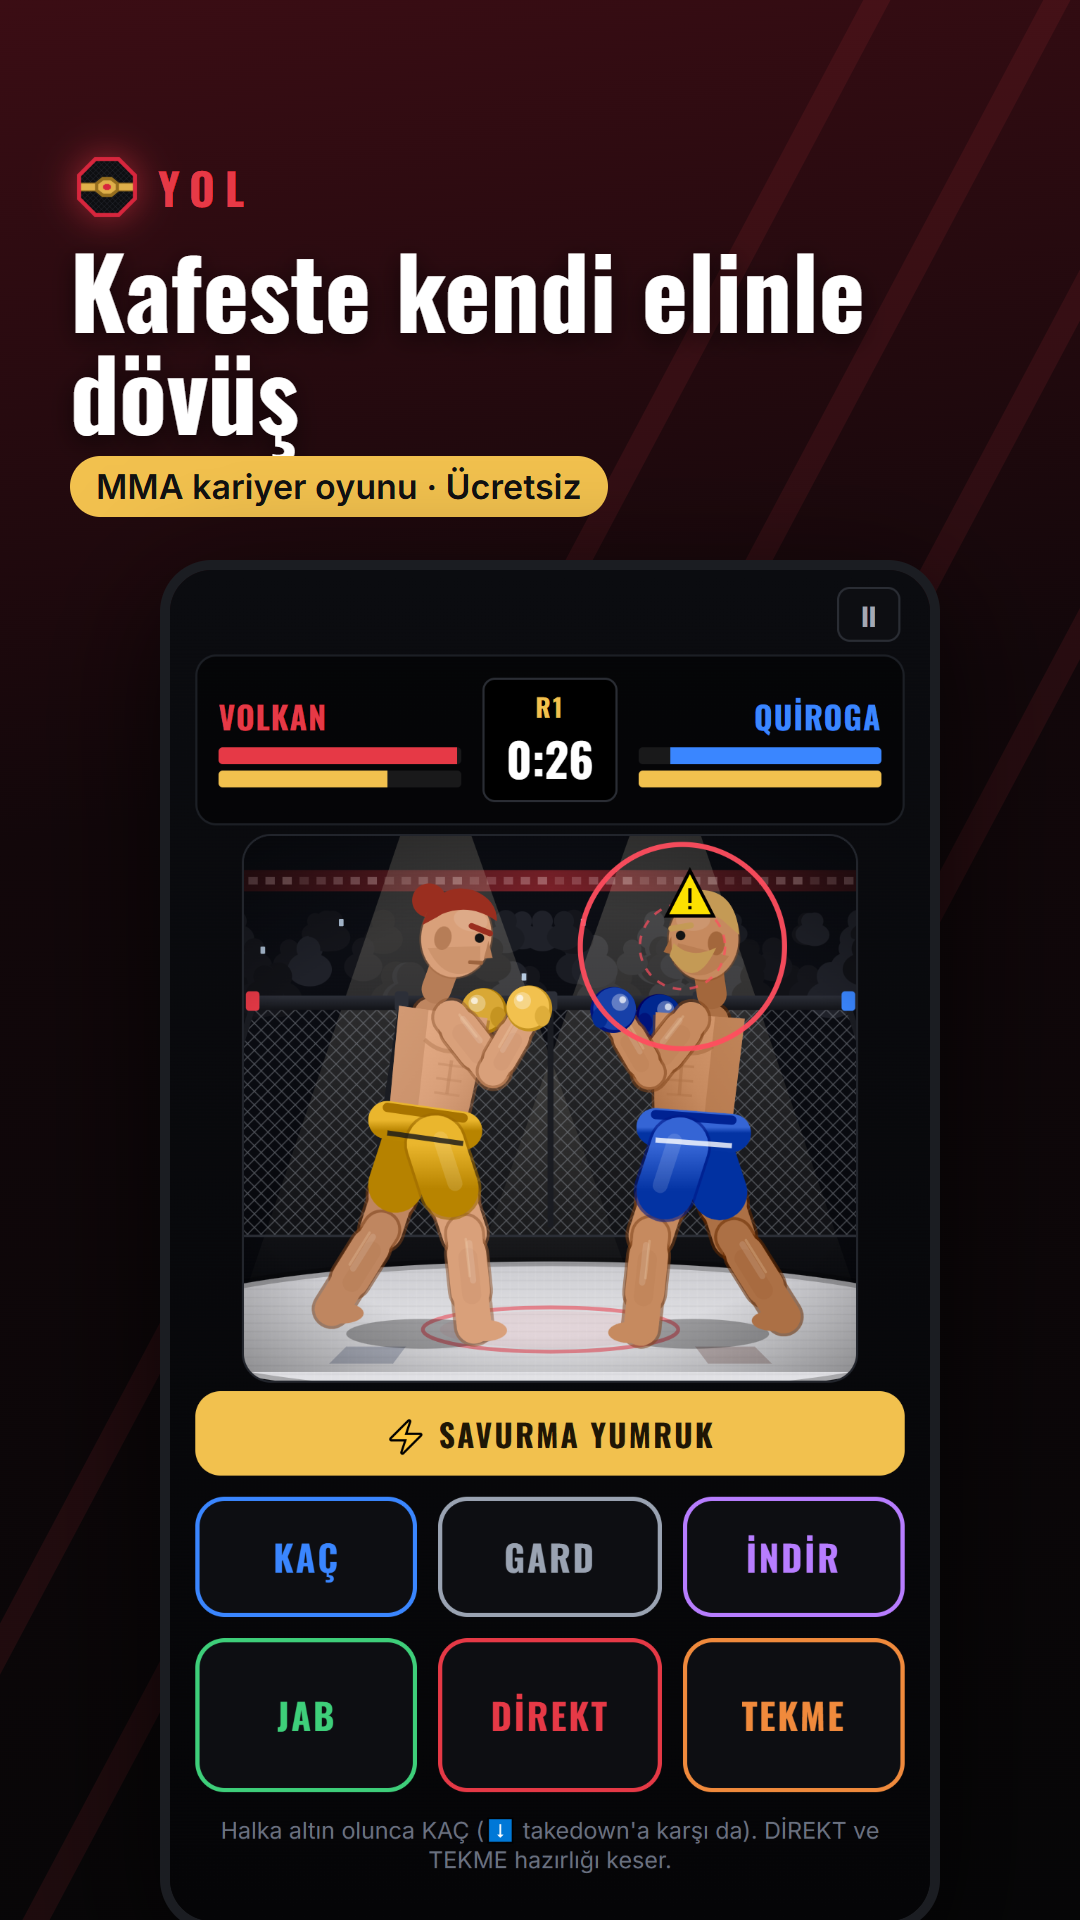 YOL
Kafeste kendi elinle
dövüş
MMA kariyer oyunu · Ücretsiz
VOLKAN
R1
0:26
QUİROGA
SAVURMA YUMRUK
KAÇ
GARD
İNDİR
JAB
DİREKT
TEKME
Halka altın olunca KAÇ (⬇ takedown'a karşı da). DİREKT ve
TEKME hazırlığı keser.